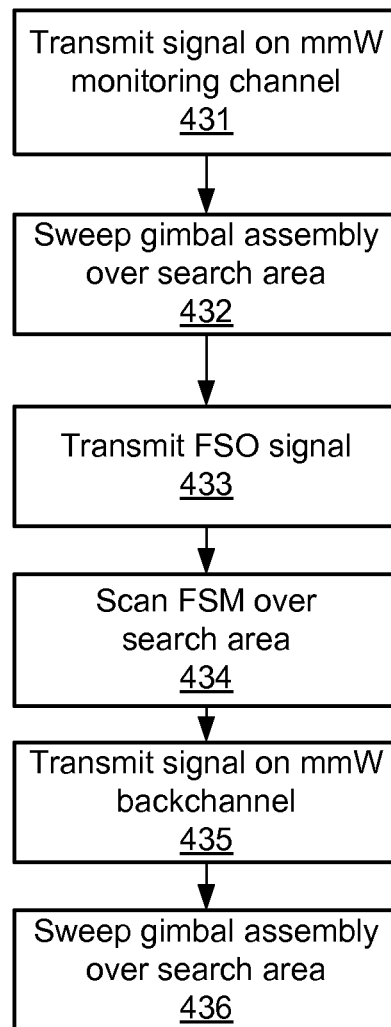 Transmit signal on mmW
monitoring channel
431
Sweep gimbal assembly
over search area
432
Transmit FSO signal
433
Scan FSM over
search area
434
Transmit signal on mmW
backchannel
435
Sweep gimbal assembly
over search area
436